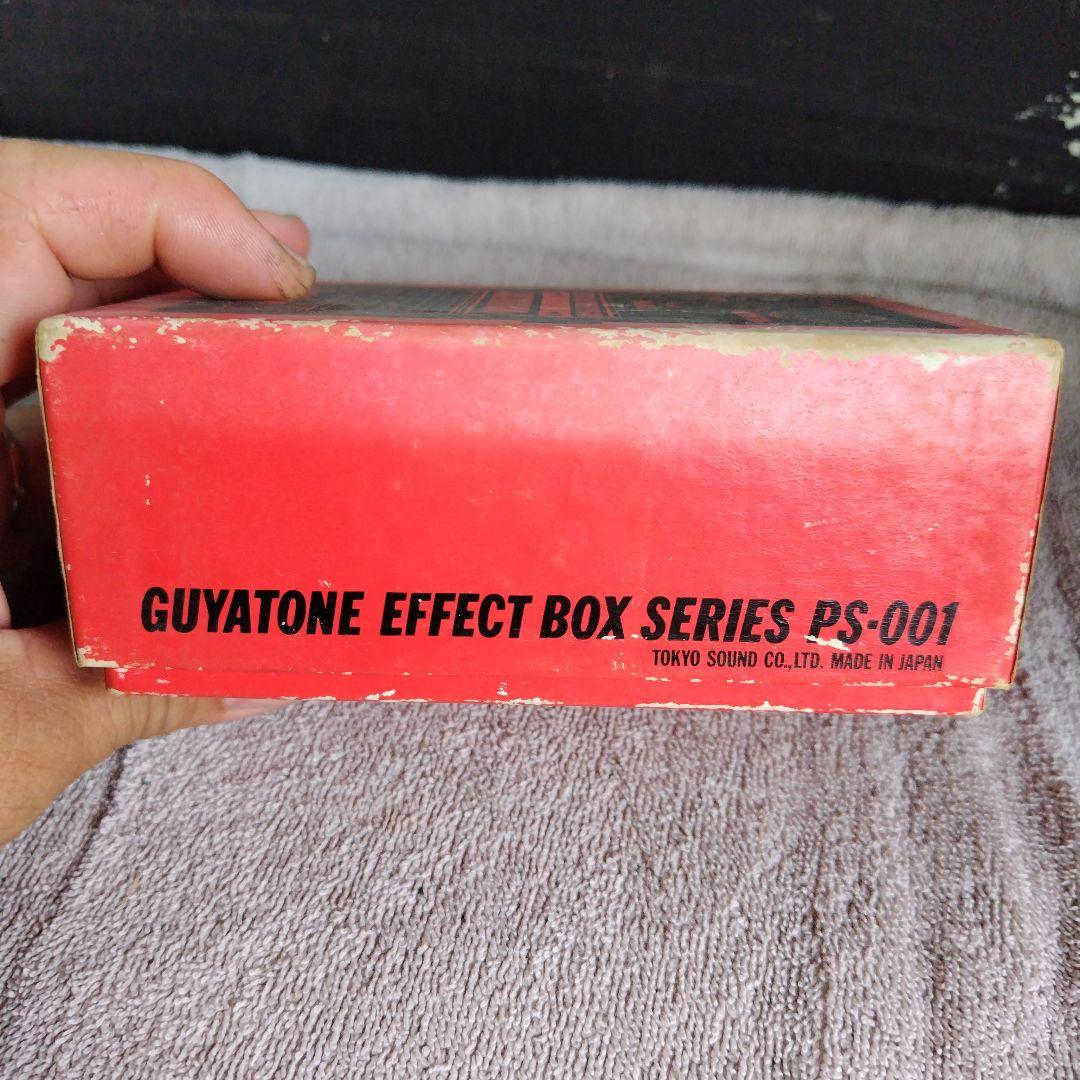 GUYATONE EFFECT BOX SERIES PS-001
TOKYO SOUND CO.,LTD. MADE IN JAPAN